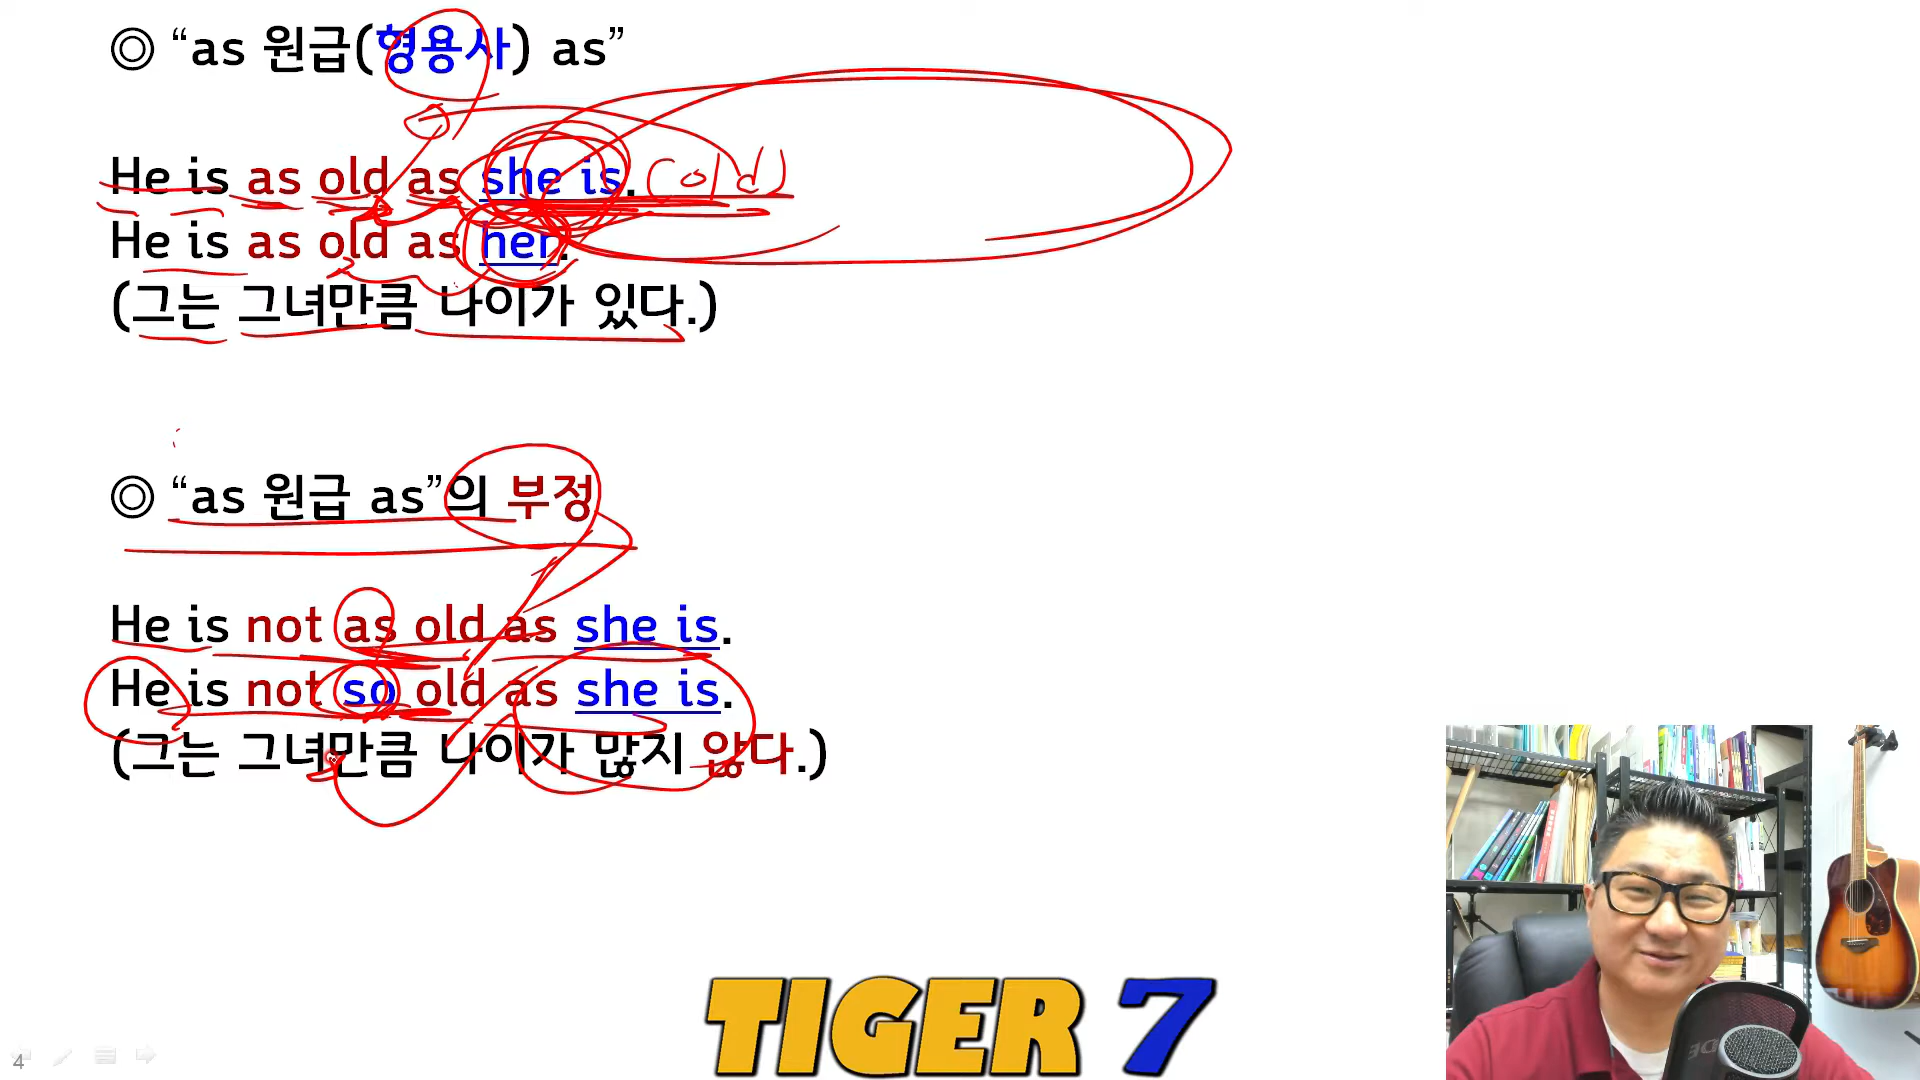 ◎ “as 원급(형용사) as”
He is as old as she is. (old)
He is as old as her.
(그는 그녀만큼 나이가 있다.)
◎ “as 원급 as”의 부정
He is not as old as she is.
He is not so old as she is.
(그는 그녀만큼 나이가 많지 않다.)
TIGER 7
4